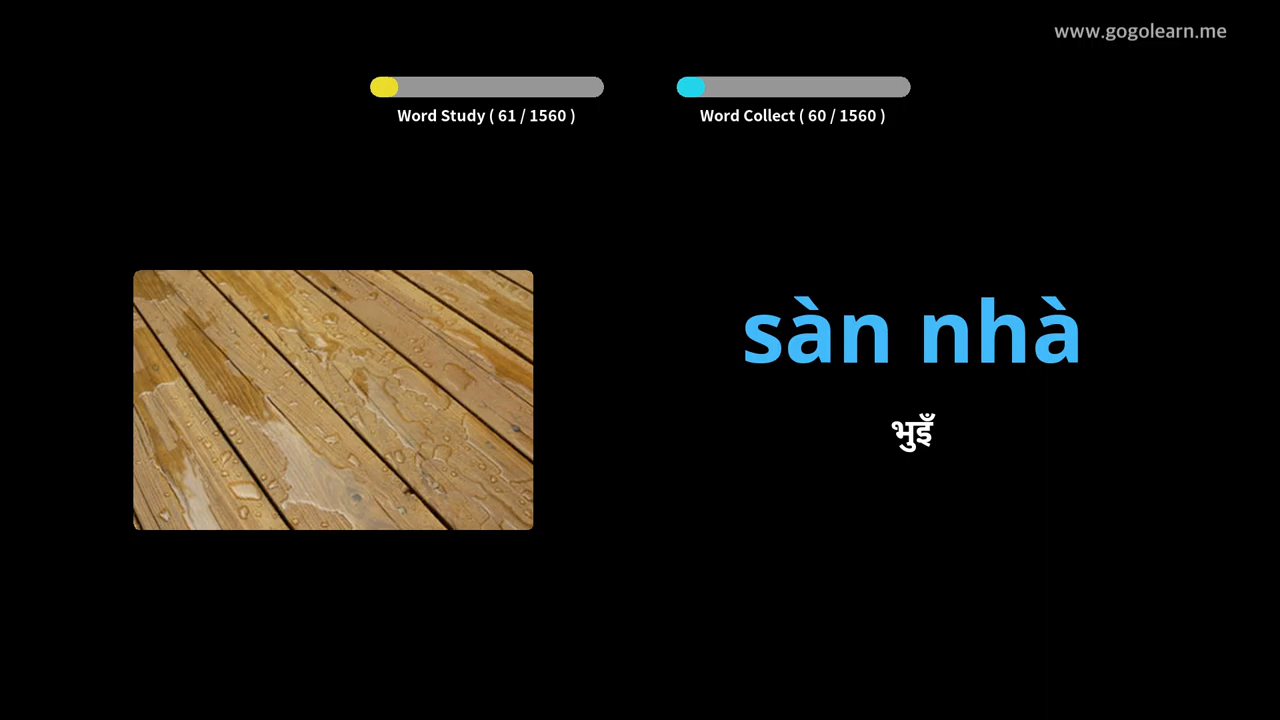 www.gogolearn.me
Word Study ( 61 / 1560 )
Word Collect ( 60 / 1560 )
sàn nhà
भुइँ